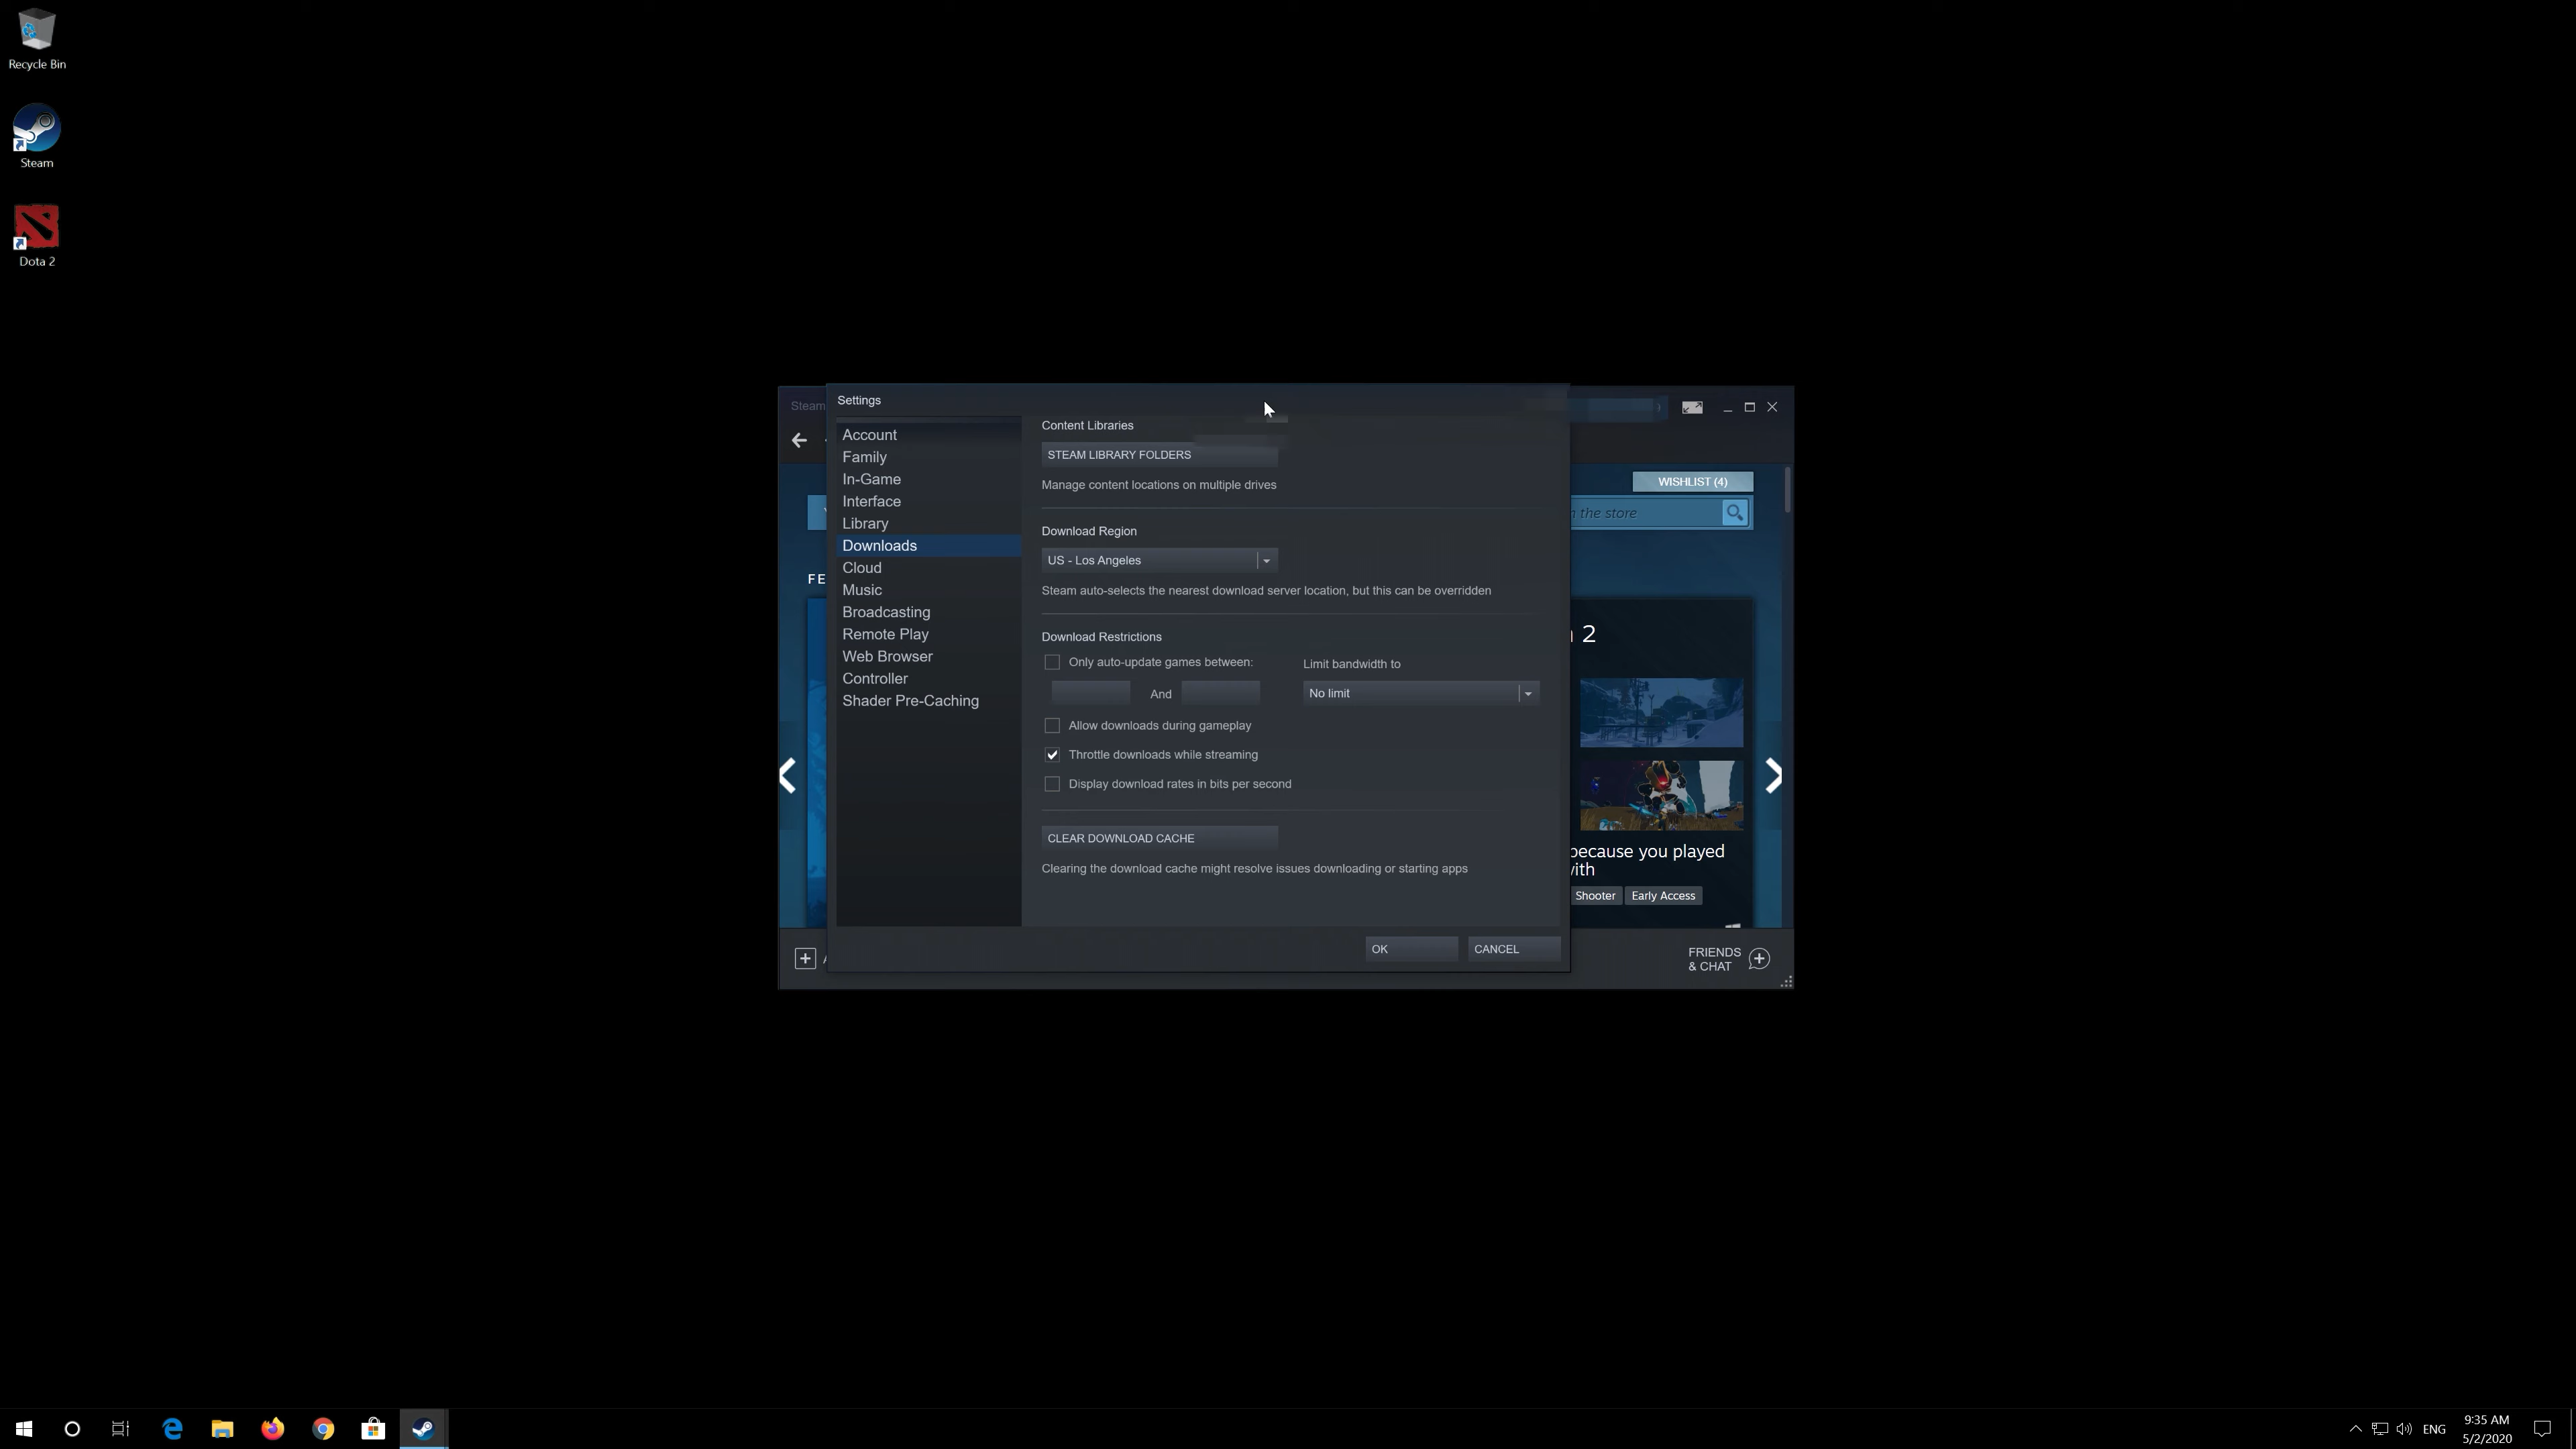 Recycle Bin
Steam
Dota 2
Steam
Settings
Account
Family
In-Game
Interface
Library
Downloads
Cloud
Music
Broadcasting
Remote Play
Web Browser
Controller
Shader Pre-Caching
Content Libraries
STEAM LIBRARY FOLDERS
Manage content locations on multiple drives
Download Region
US - Los Angeles
Steam auto-selects the nearest download server location, but this can be overridden
Download Restrictions
Only auto-update games between:
And
Limit bandwidth to
No limit
Allow downloads during gameplay
Throttle downloads while streaming
Display download rates in bits per second
CLEAR DOWNLOAD CACHE
Clearing the download cache might resolve issues downloading or starting apps
OK
CANCEL
WISHLIST (4)
the store
FE
2
because you played
Shooter
Early Access
FRIENDS
& CHAT
ENG
9:35 AM
5/2/2020